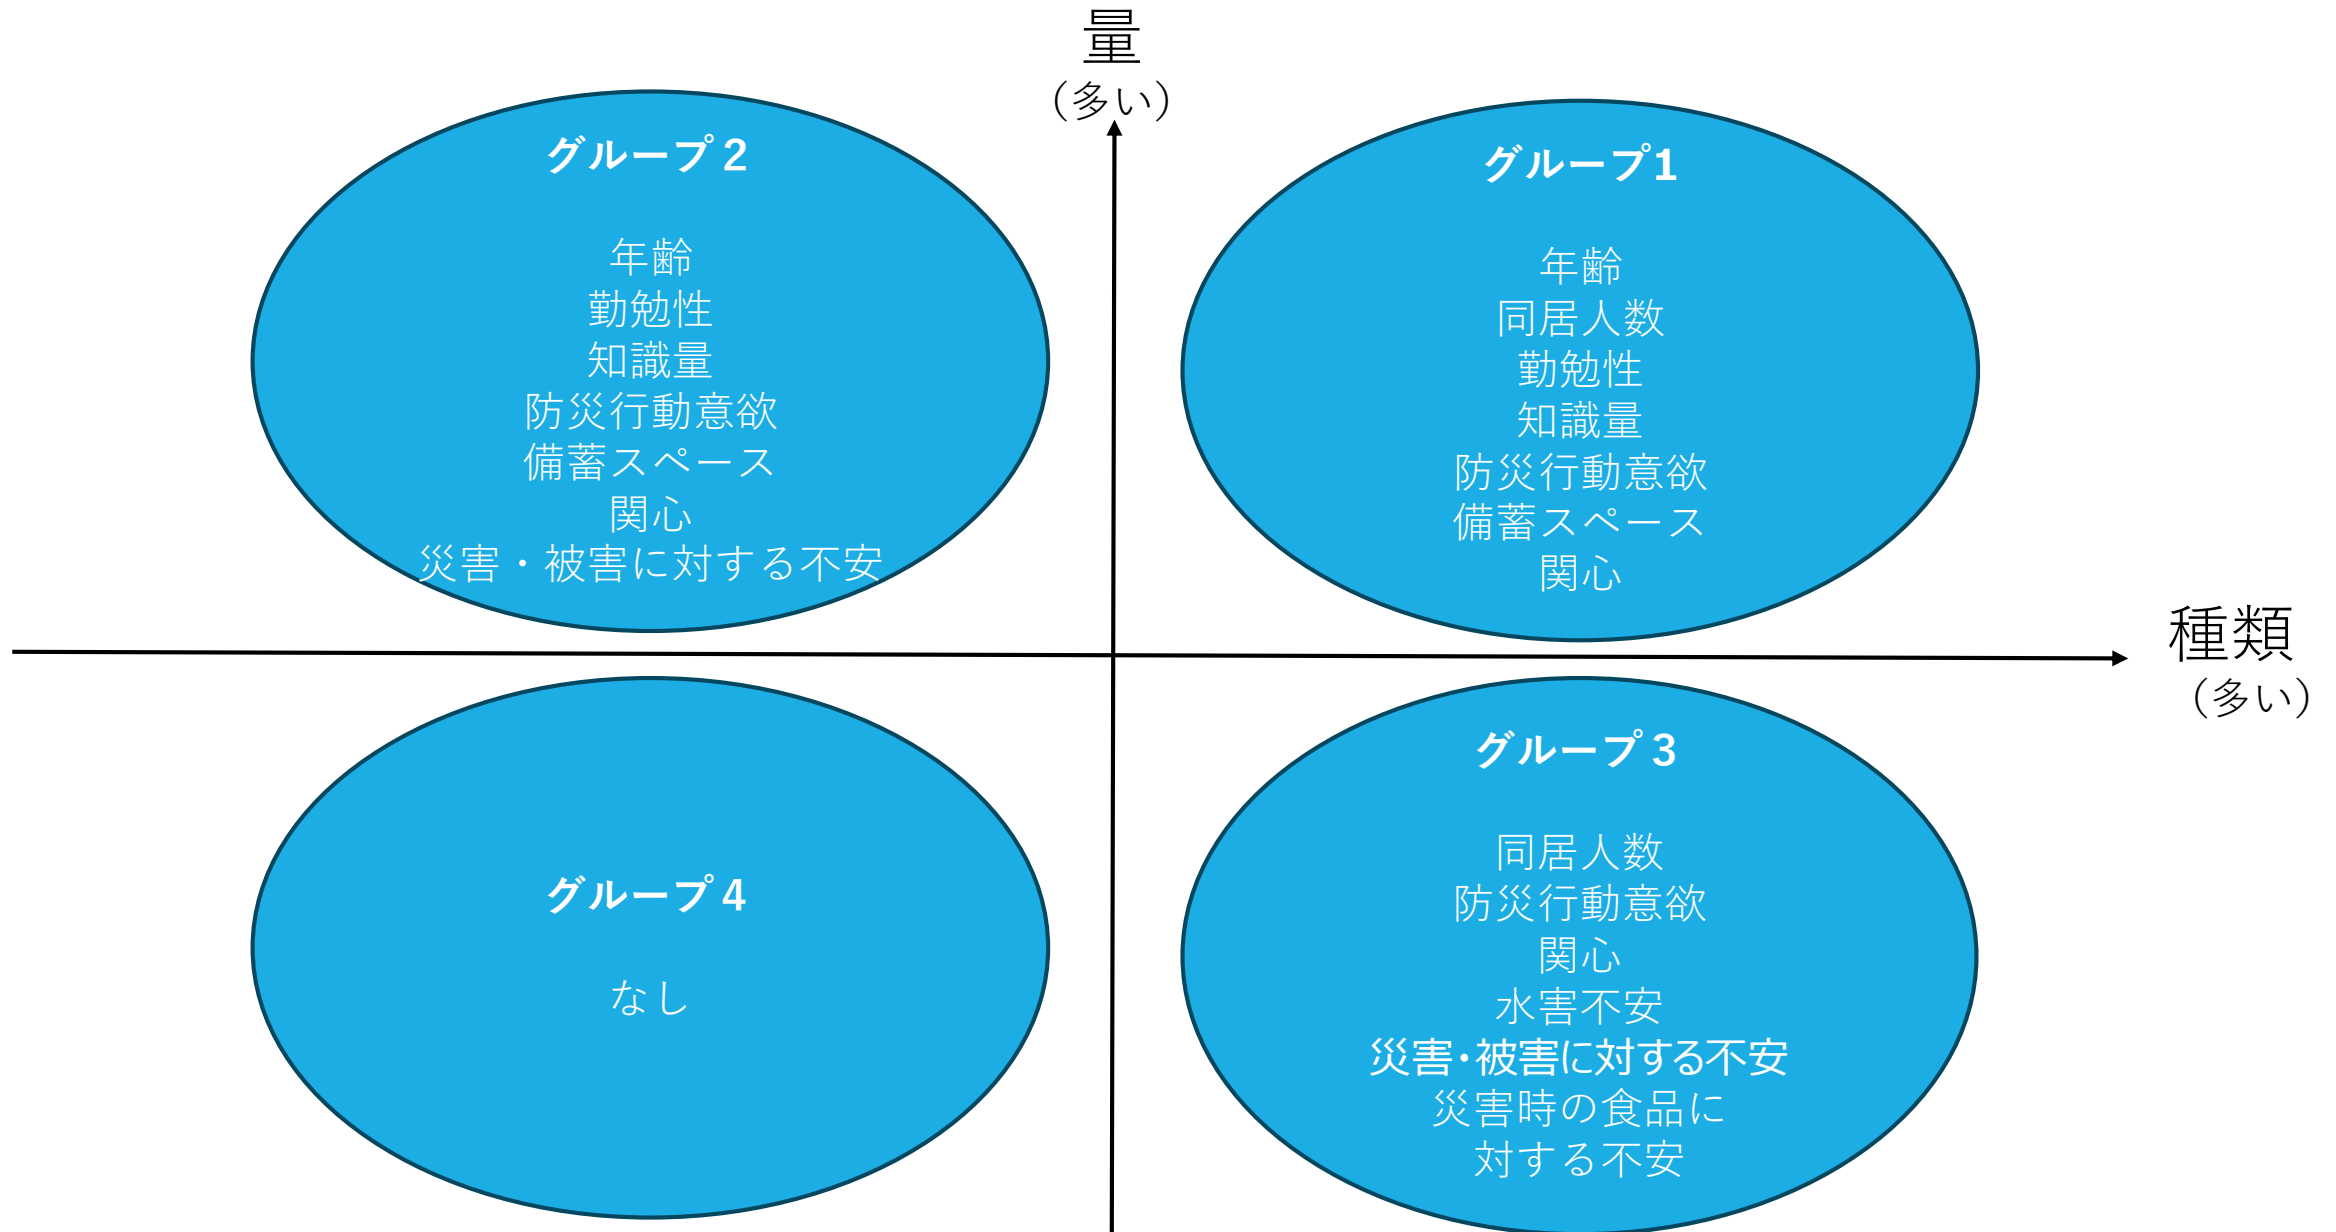 量
（多い）
グループ２
年齢
勤勉性
知識量
防災行動意欲
備蓄スペース
関心
災害・被害に対する不安
グループ1
年齢
同居人数
勤勉性
知識量
防災行動意欲
備蓄スペース
関心
種類
（多い）
グループ４
なし
グループ３
同居人数
防災行動意欲
関心
水害不安
災害･被害に対する不安
災害時の食品に
対する不安